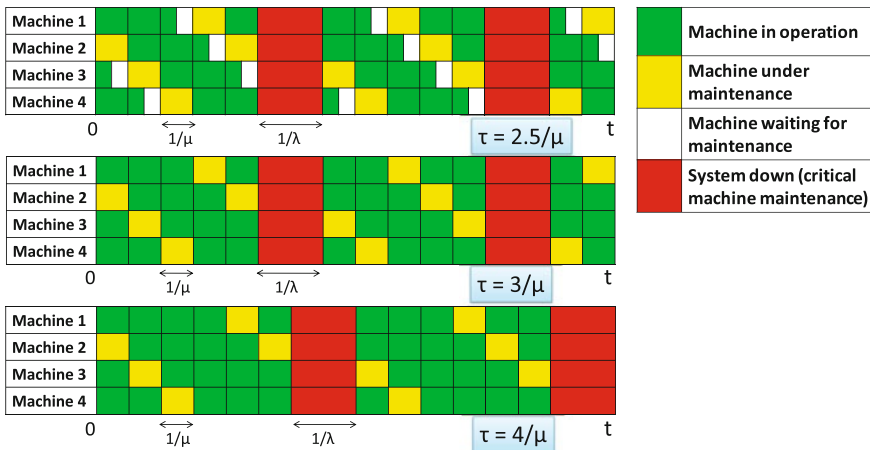 Machine 1
Machine 2
Machine 3
Machine 4
0
1/μ
1/λ
τ = 2.5/μ
t
Machine 1
Machine 2
Machine 3
Machine 4
0
1/μ
1/λ
τ = 3/μ
t
Machine 1
Machine 2
Machine 3
Machine 4
0
1/μ
1/λ
τ = 4/μ
t
Machine in operation
Machine under
maintenance
Machine waiting for
maintenance
System down (critical
machine maintenance)